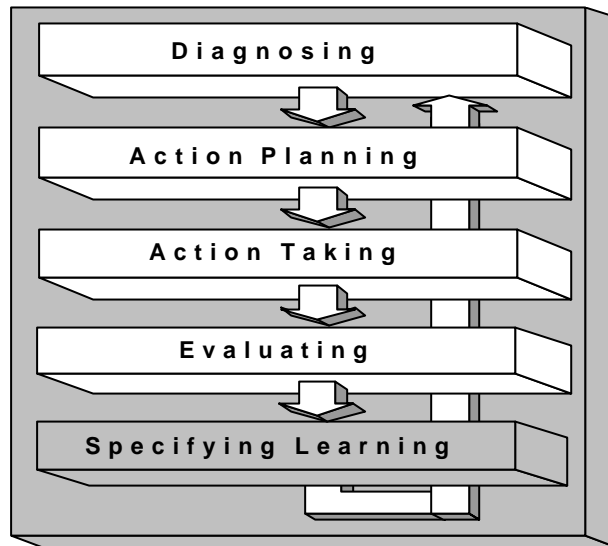 Diagnosing
Action Planning
Action Taking
Evaluating
Specifying Learning